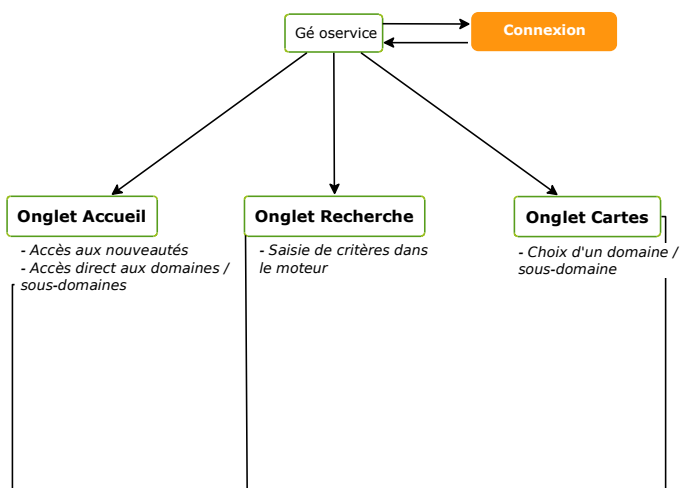 Gé oservice
Connexion
Onglet Accueil
- Accès aux nouveautés
- Accès direct aux domaines /
sous-domaines
Onglet Recherche
- Saisie de critères dans
le moteur
Onglet Cartes
- Choix d'un domaine /
sous-domaine